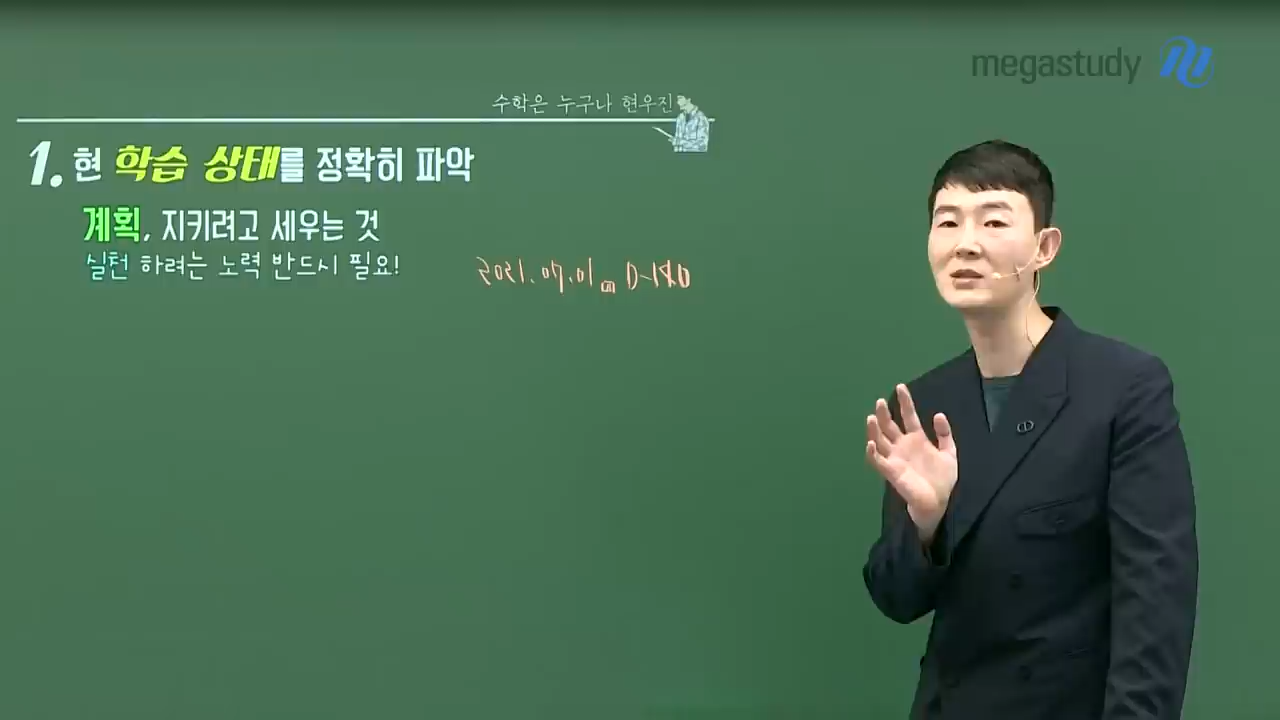 megastudy
수학은 누구나 현우진
1. 현 학습 상태를 정확히 파악
계획, 지키려고 세우는 것
실천 하려는 노력 반드시 필요!
2021.07.01